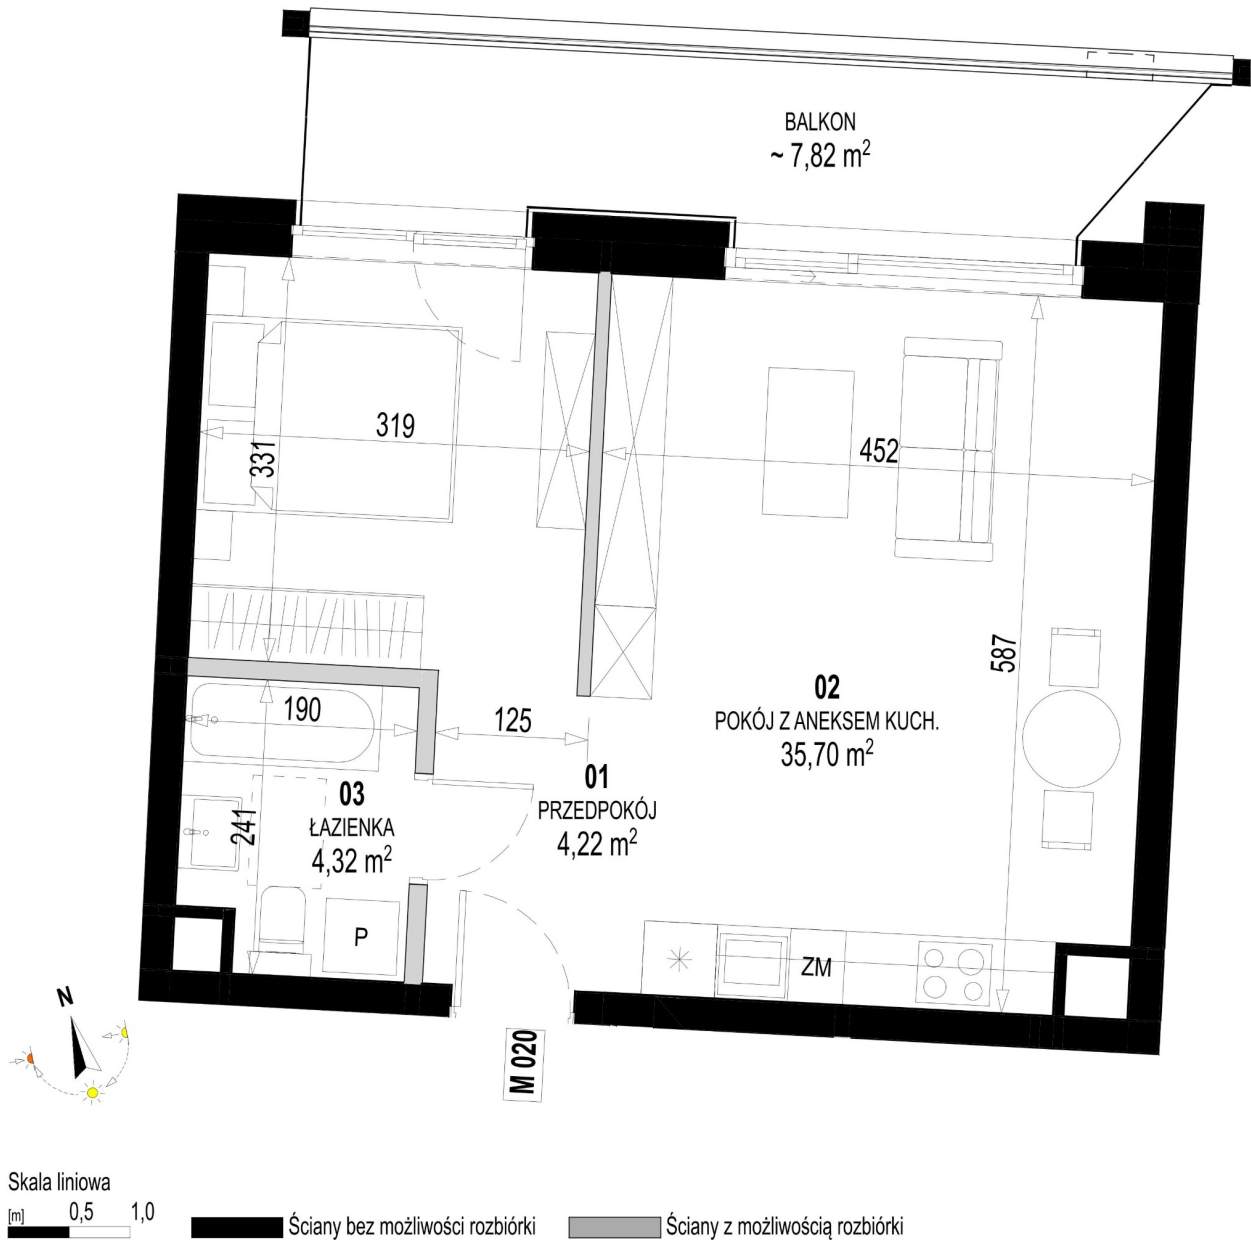 BALKON
~ 7,82 m²
319
331
452
587
02
POKÓJ Z ANEKSEM KUCH.
35,70 m²
190
125
01
PRZEDPOKÓJ
4,22 m²
03
ŁAZIENKA
4,32 m²
241
P
ZM
N
M 020
Skala liniowa
[m] 0,5 1,0
Ściany bez możliwości rozbiórki
Ściany z możliwością rozbiórki